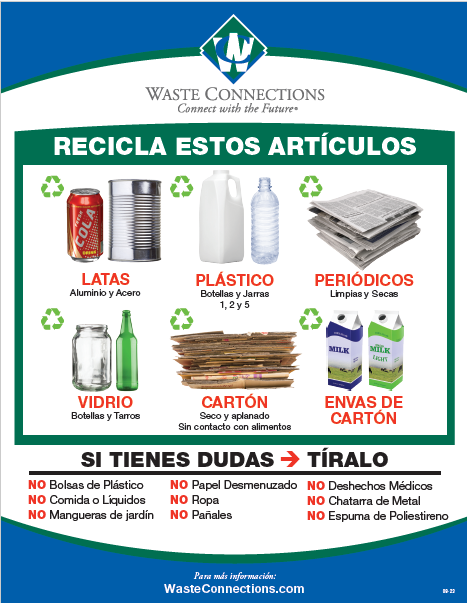 WASTE CONNECTIONS
Connect with the Future®
RECICLA ESTOS ARTÍCULOS
COLA
LATAS
Aluminio y Acero
PLÁSTICO
Botellas y Jarras
1, 2 y 5
PERIÓDICOS
Limpias y Secas
VIDRIO
Botellas y Tarros
CARTÓN
Seco y aplanado
Sin contacto con alimentos
MILK
MILK
LIGHT
ENVAS DE
CARTÓN
SI TIENES DUDAS → TÍRALO
NO Bolsas de Plástico
NO Comida o Líquidos
NO Mangueras de jardín
NO Papel Desmenuzado
NO Ropa
NO Pañales
NO Deshechos Médicos
NO Chatarra de Metal
NO Espuma de Poliestireno
Para más información:
WasteConnections.com
09-22